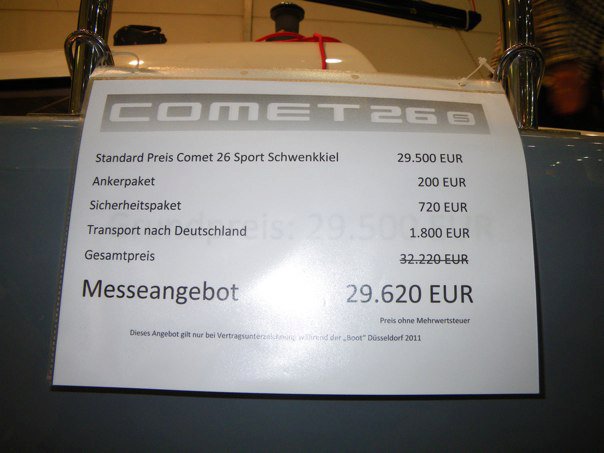 COMET 26 S
Standard Preis Comet 26 Sport Schwenkkiel 29.500 EUR
Ankerpaket 200 EUR
Sicherheitspaket 720 EUR
Transport nach Deutschland 1.800 EUR
Gesamtpreis 32.220 EUR
Messeangebot 29.620 EUR
Preis ohne Mehrwertsteuer
Dieses Angebot gilt nur bei Vertragsunterzeichnung während der „Boot" Düsseldorf 2011